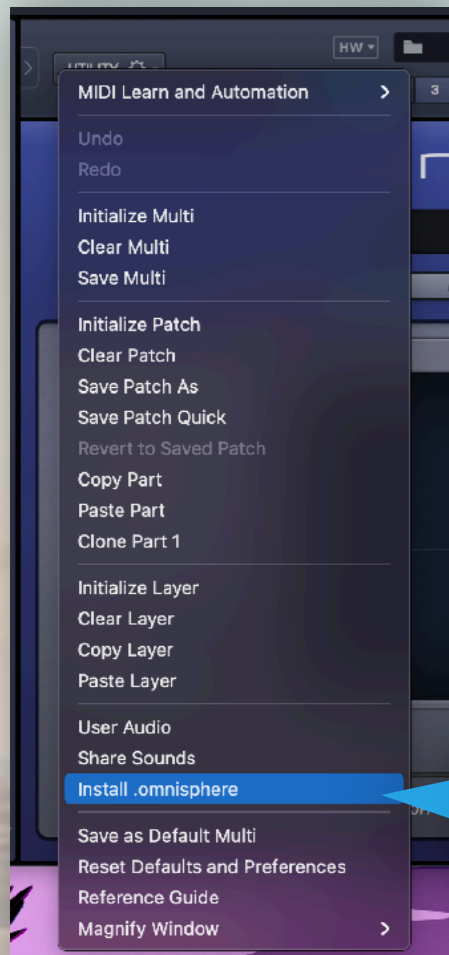 HW
UTILITY
3
MIDI Learn and Automation
Undo
Redo
Initialize Multi
Clear Multi
Save Multi
Initialize Patch
Clear Patch
Save Patch As
Save Patch Quick
Revert to Saved Patch
Copy Part
Paste Part
Clone Part 1
Initialize Layer
Clear Layer
Copy Layer
Paste Layer
User Audio
Share Sounds
Install .omnisphere
Save as Default Multi
Reset Defaults and Preferences
Reference Guide
Magnify Window